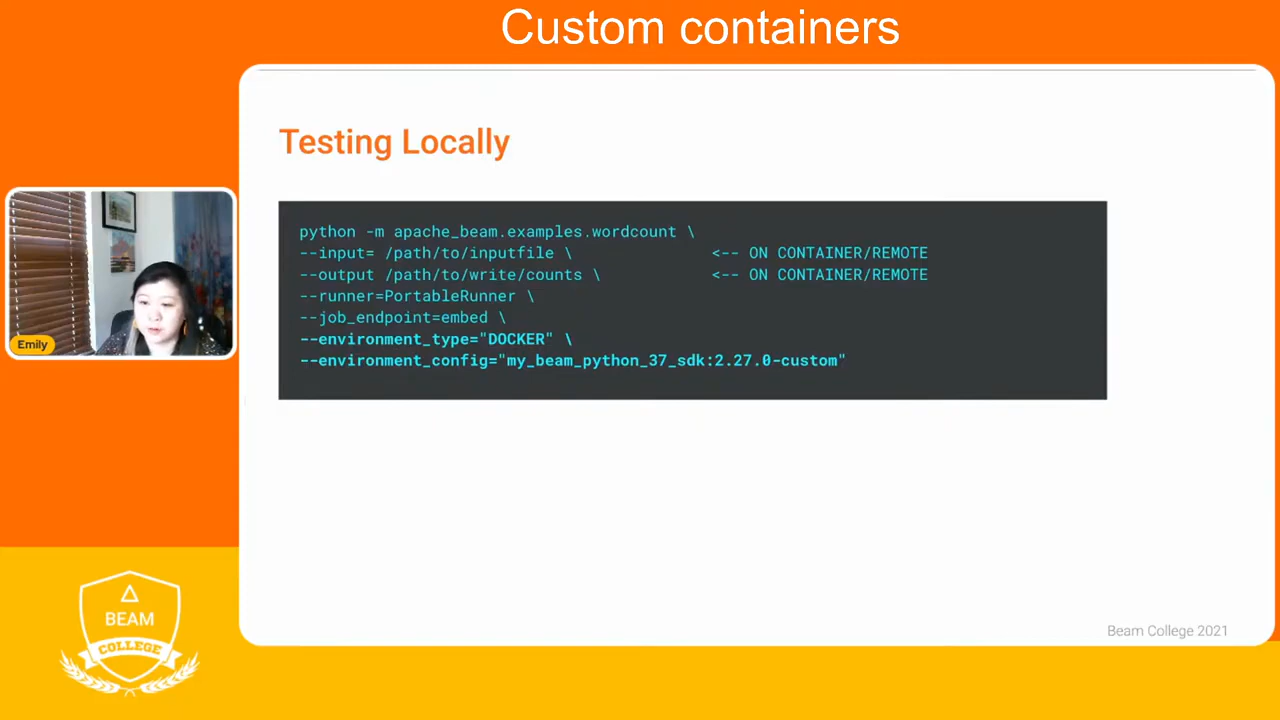 Custom containers
Testing Locally
python -m apache_beam.examples.wordcount \
--input= /path/to/inputfile \ <-- ON CONTAINER/REMOTE
--output /path/to/write/counts \ <-- ON CONTAINER/REMOTE
--runner=PortableRunner \
--job_endpoint=embed \
--environment_type="DOCKER" \
--environment_config="my_beam_python_37_sdk:2.27.0-custom"
Emily
BEAM
COLLEGE
Beam College 2021